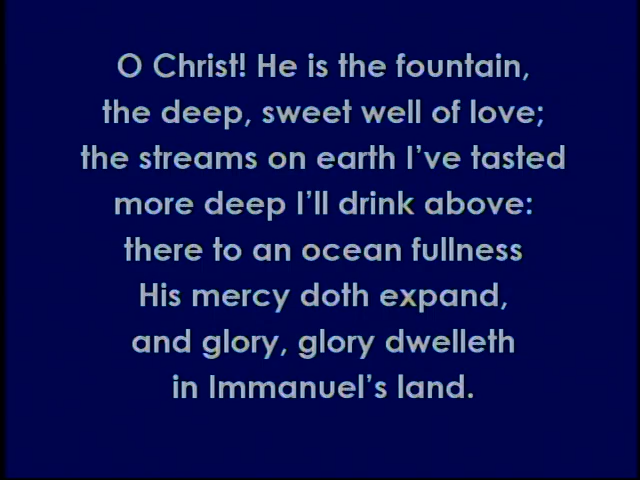 O Christ! He is the fountain,
the deep, sweet well of love;
the streams on earth I've tasted
more deep I'll drink above:
there to an ocean fullness
His mercy doth expand,
and glory, glory dwelleth
in Immanuel's land.